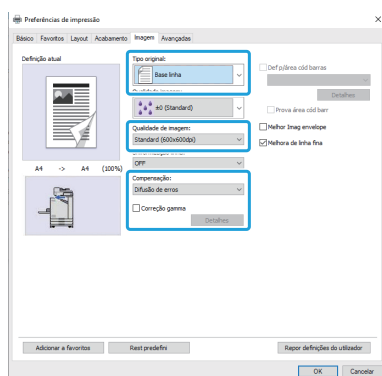 Preferências de impressão
Básico Favoritos Layout Acabamento Imagem Avançadas
Definição atual
A4 -> A4 (100%)
Tipo original:
Base linha
±0 (Standard)
Qualidade de imagem:
Standard (600x600dpi)
OFF
Compensação:
Difusão de erros
Correção gamma
Detalhes
Def p/área cód barras
Detalhes
Prova área cód barr
Melhor Imag envelope
Melhora de linha fina
Adicionar a favoritos
Rest predefini
Repor definições do utilizador
OK
Cancelar